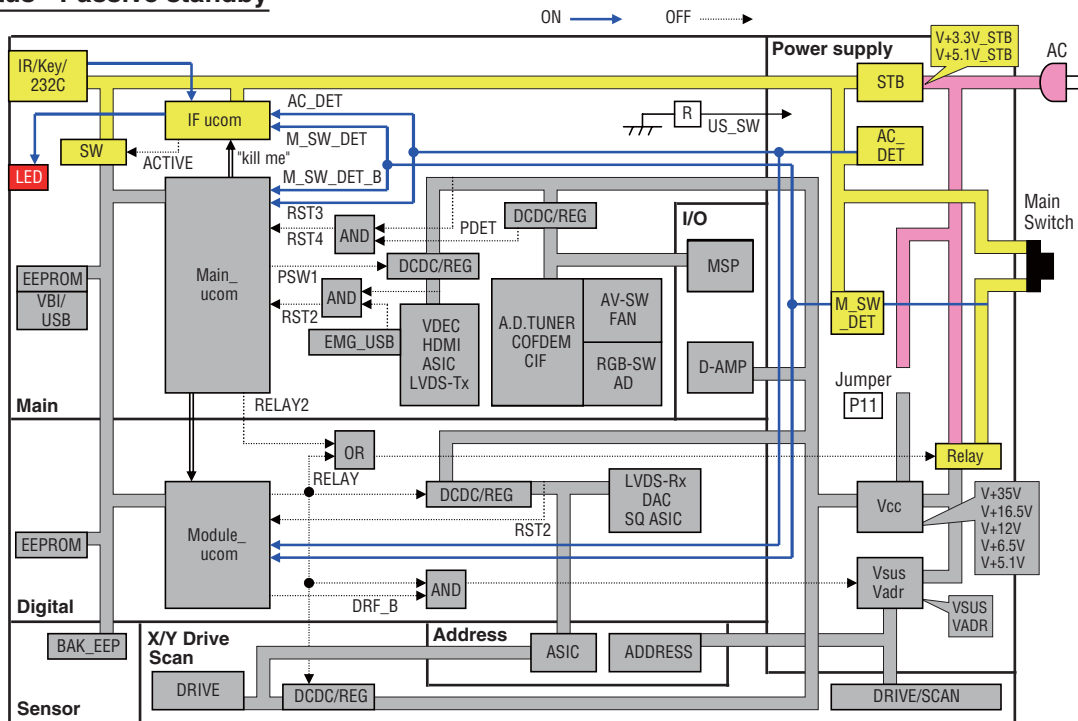 Passive standby
ON
OFF
IR/Key/
232C
Power supply
V+3.3V_STB
V+5.1V_STB
AC
STB
AC_DET
IF ucom
M_SW_DET
R
US_SW
SW
ACTIVE
"kill me"
AC_
DET
LED
M_SW_DET_B
RST3
RST4
AND
PDET
DCDC/REG
I/O
Main
Switch
Main_
ucom
EEPROM
VBI/
USB
PSW1
DCDC/REG
MSP
AND
RST2
EMG_USB
VDEC
HDMI
ASIC
LVDS-Tx
A.D.TUNER
COFDEM
CIF
AV-SW
FAN
RGB-SW
AD
M_SW
_DET
D-AMP
Jumper
P11
Main
RELAY2
OR
RELAY
Relay
DCDC/REG
LVDS-Rx
DAC
SQ ASIC
Vcc
V+35V
V+16.5V
V+12V
V+6.5V
V+5.1V
RST2
Module_
ucom
EEPROM
AND
DRF_B
Vsus
Vadr
VSUS
VADR
Digital
BAK_EEP
X/Y Drive
Scan
Address
ASIC
ADDRESS
DRIVE
DCDC/REG
DRIVE/SCAN
Sensor